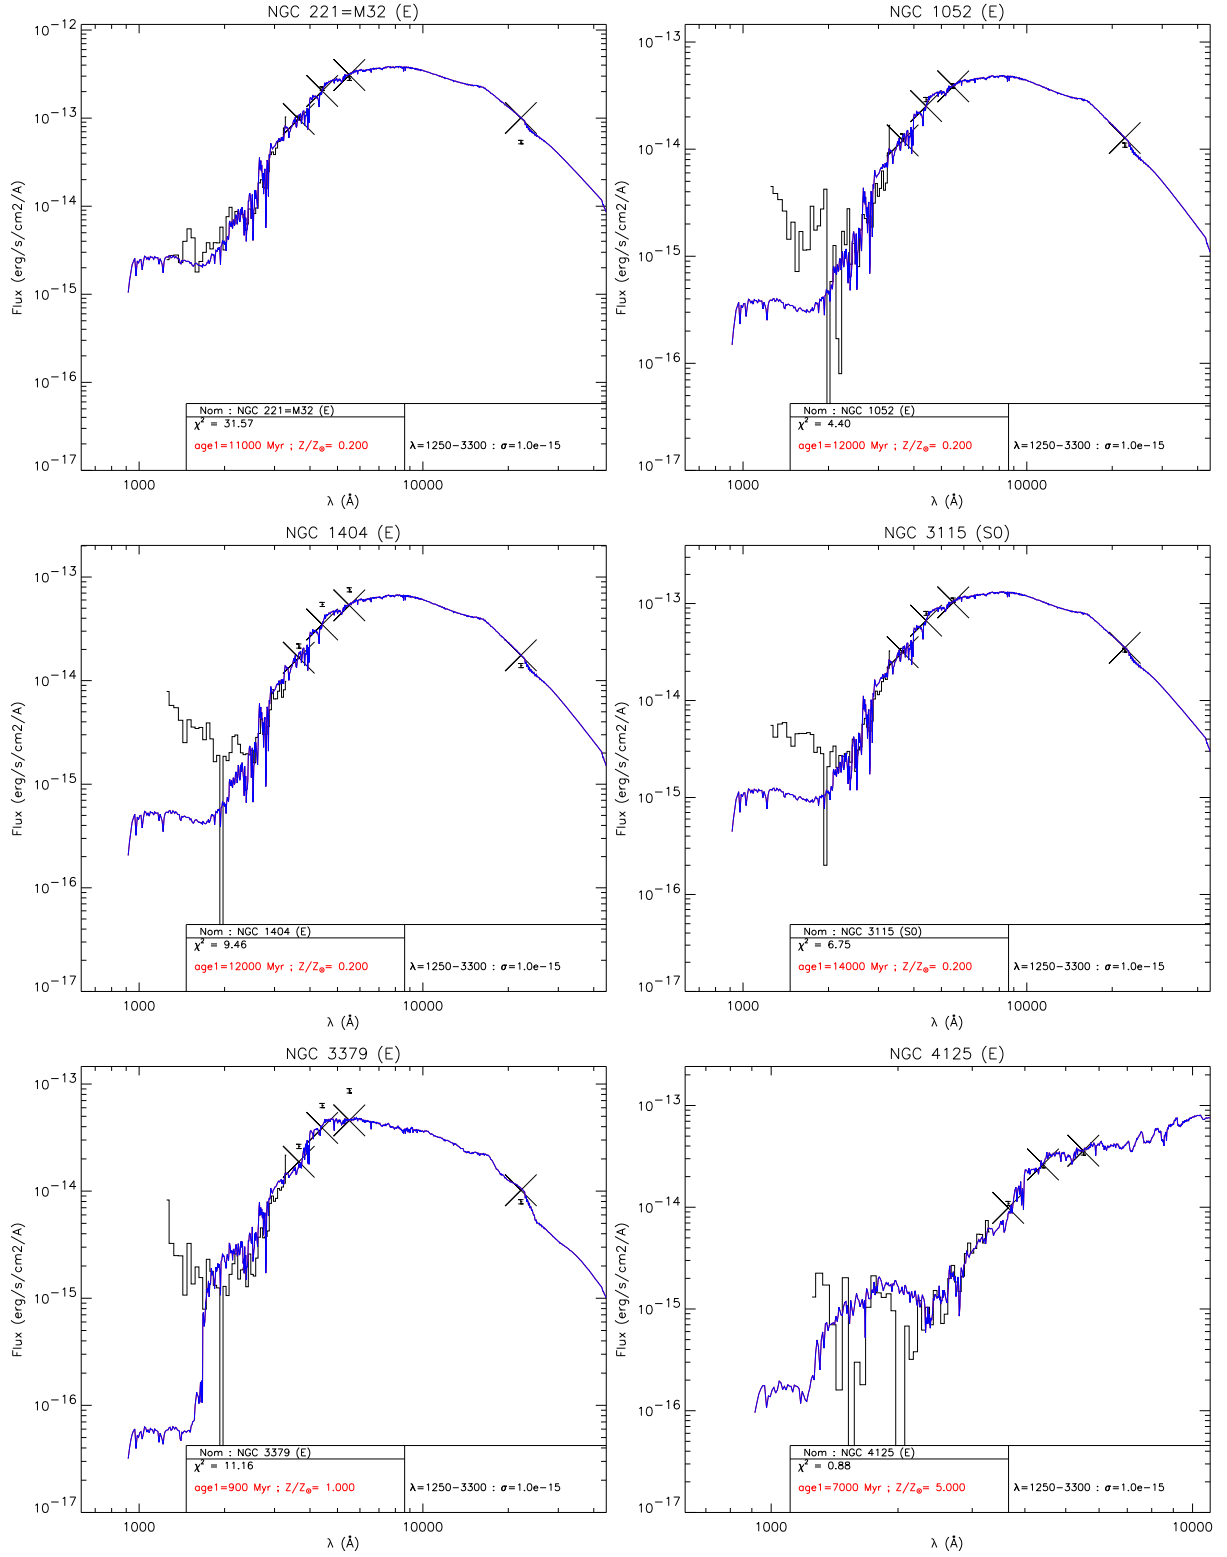 NGC 221=M32 (E)
10−12
10−13
10−14
10−15
10−16
10−17
Flux (erg/s/cm2/A)
Nom : NGC 221=M32 (E)
χ2 = 31.57
age1=11000 Myr ; Z/Z⊙= 0.200
λ=1250−3300 : σ=1.0e−15
1000
10000
λ (Å)
NGC 1052 (E)
10−13
10−14
10−15
10−16
10−17
Flux (erg/s/cm2/A)
Nom : NGC 1052 (E)
χ2 = 4.40
age1=12000 Myr ; Z/Z⊙= 0.200
λ=1250−3300 : σ=1.0e−15
1000
10000
λ (Å)
NGC 1404 (E)
10−13
10−14
10−15
10−16
10−17
Flux (erg/s/cm2/A)
Nom : NGC 1404 (E)
χ2 = 9.46
age1=12000 Myr ; Z/Z⊙= 0.200
λ=1250−3300 : σ=1.0e−15
1000
10000
λ (Å)
NGC 3115 (S0)
10−13
10−14
10−15
10−16
10−17
Flux (erg/s/cm2/A)
Nom : NGC 3115 (S0)
χ2 = 6.75
age1=14000 Myr ; Z/Z⊙= 0.200
λ=1250−3300 : σ=1.0e−15
1000
10000
λ (Å)
NGC 3379 (E)
10−13
10−14
10−15
10−16
10−17
Flux (erg/s/cm2/A)
Nom : NGC 3379 (E)
χ2 = 11.16
age1=900 Myr ; Z/Z⊙= 1.000
λ=1250−3300 : σ=1.0e−15
1000
10000
λ (Å)
NGC 4125 (E)
10−13
10−14
10−15
10−16
10−17
Flux (erg/s/cm2/A)
Nom : NGC 4125 (E)
χ2 = 0.88
age1=7000 Myr ; Z/Z⊙= 5.000
λ=1250−3300 : σ=1.0e−15
1000
10000
λ (Å)